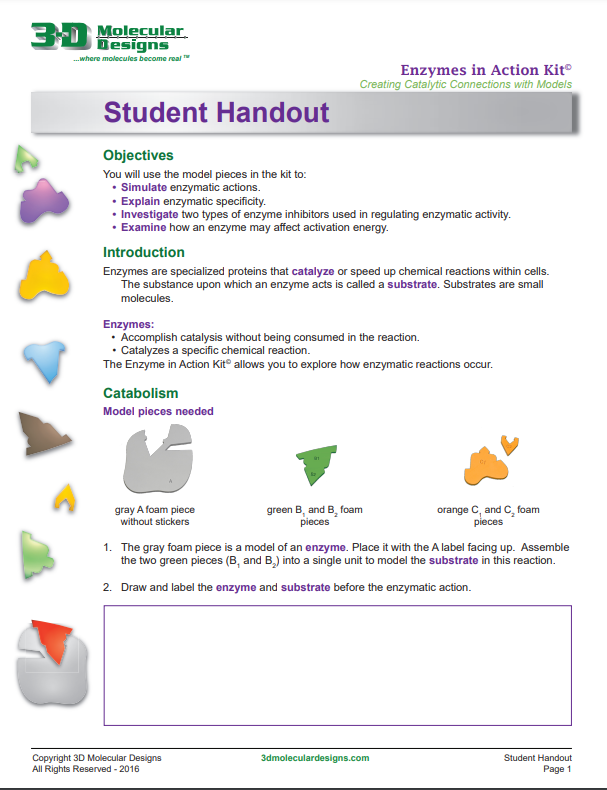 3-D Molecular
Designs
...where molecules become real ™
Enzymes in Action Kit©
Creating Catalytic Connections with Models
Student Handout
Objectives
You will use the model pieces in the kit to:
• Simulate enzymatic actions.
• Explain enzymatic specificity.
• Investigate two types of enzyme inhibitors used in regulating enzymatic activity.
• Examine how an enzyme may affect activation energy.
Introduction
Enzymes are specialized proteins that catalyze or speed up chemical reactions within cells.
The substance upon which an enzyme acts is called a substrate. Substrates are small
molecules.
Enzymes:
• Accomplish catalysis without being consumed in the reaction.
• Catalyzes a specific chemical reaction.
The Enzyme in Action Kit© allows you to explore how enzymatic reactions occur.
Catabolism
Model pieces needed
gray A foam piece
without stickers
green B1 and B2 foam
pieces
orange C1 and C2 foam
pieces
1. The gray foam piece is a model of an enzyme. Place it with the A label facing up. Assemble
the two green pieces (B1 and B2) into a single unit to model the substrate in this reaction.
2. Draw and label the enzyme and substrate before the enzymatic action.
Copyright 3D Molecular Designs
All Rights Reserved - 2016
3dmoleculardesigns.com
Student Handout
Page 1